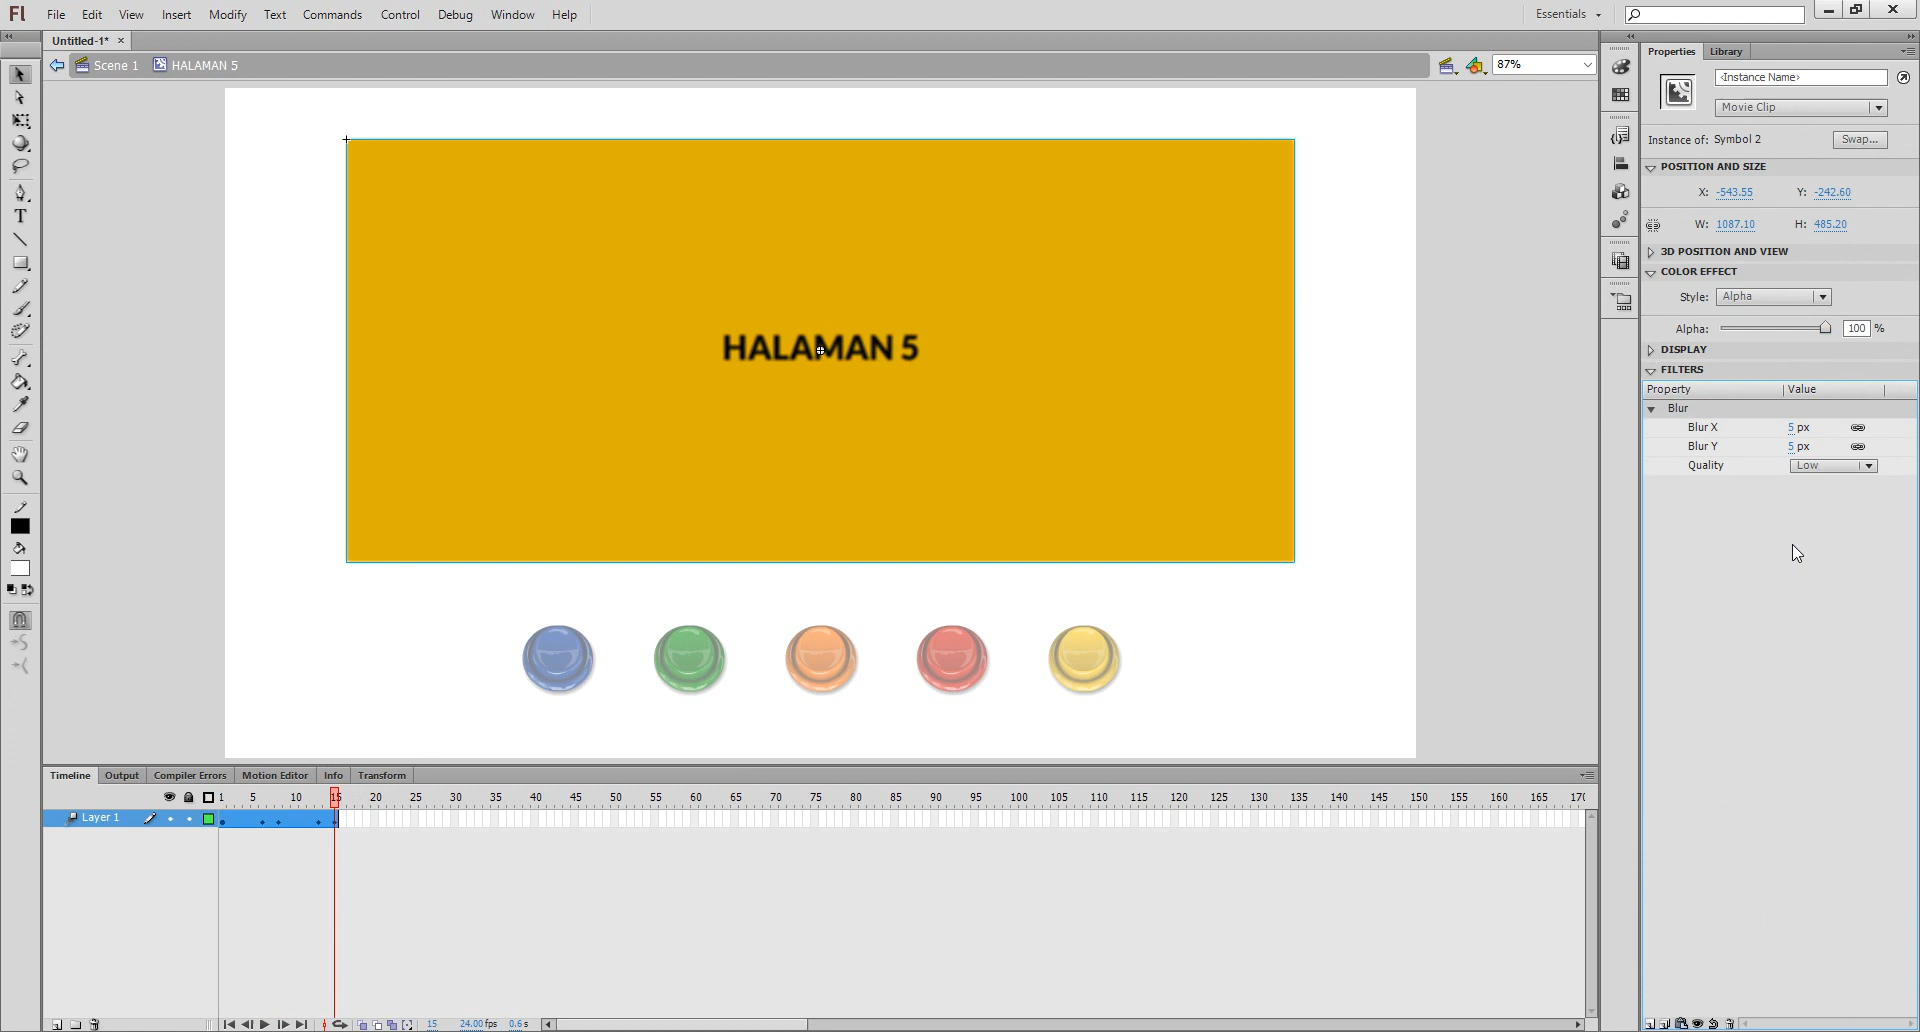 Fl File Edit View Insert Modify Text Commands Control Debug Window Help Essentials
Untitled-1* ×
Scene 1 HALAMAN 5 87%
Properties Library
<Instance Name>
Movie Clip
Instance of: Symbol 2 Swap...
POSITION AND SIZE
X: -543.55 Y: -242.60
W: 1087.10 H: 485.20
3D POSITION AND VIEW
COLOR EFFECT
Style: Alpha
Alpha: 100 %
DISPLAY
FILTERS
Property Value
Blur
Blur X 5 px
Blur Y 5 px
Quality Low
HALAMAN 5
Timeline Output Compiler Errors Motion Editor Info Transform
1 5 10 15 20 25 30 35 40 45 50 55 60 65 70 75 80 85 90 95 100 105 110 115 120 125 130 135 140 145 150 155 160 165 170
Layer 1
15 24.00 fps 0.6 s